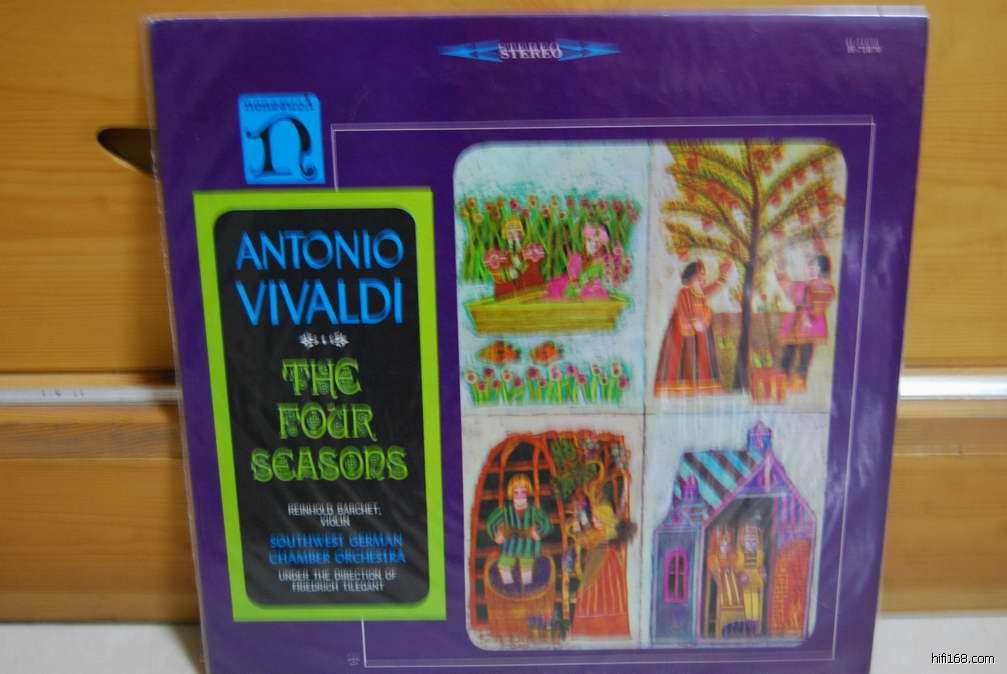 STEREO
nonesuch
n
ANTONIO
VIVALDI
THE
FOUR
SEASONS
REINHOLD BARCHET,
VIOLIN
SOUTHWEST GERMAN
CHAMBER ORCHESTRA
UNDER THE DIRECTION OF
FRIEDRICH TILEGANT
hifi168.com